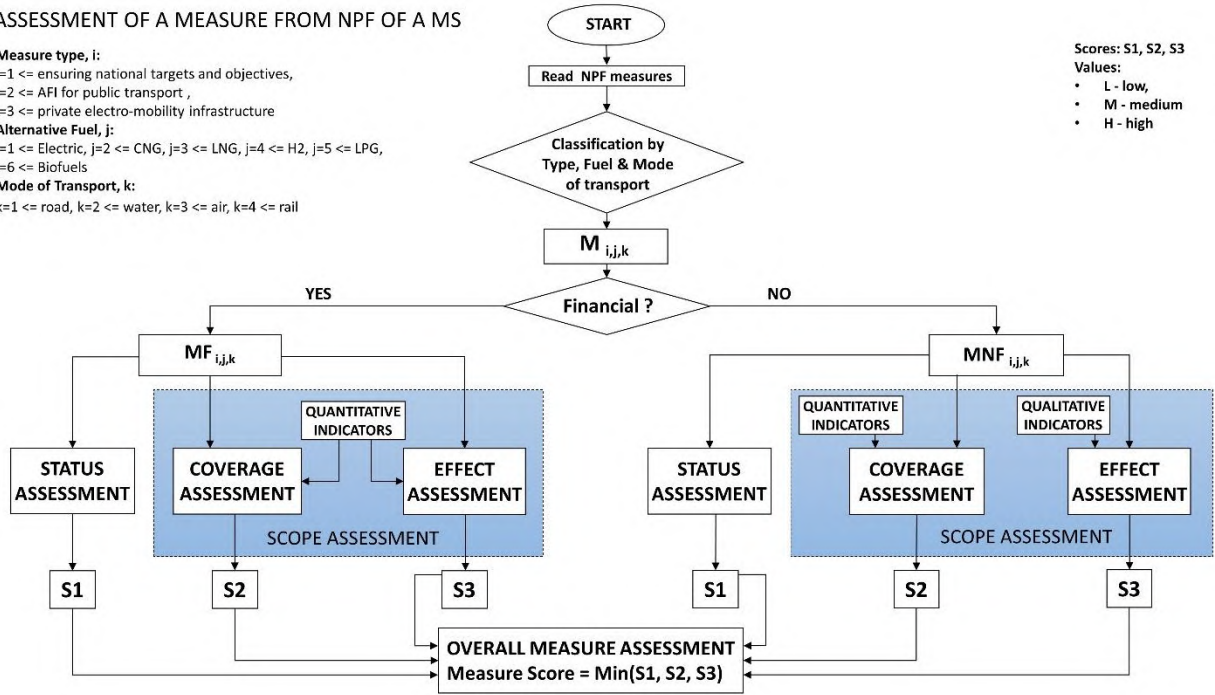 ASSESSMENT OF A MEASURE FROM NPF OF A MS
Measure type, i:
=1 <= ensuring national targets and objectives,
=2 <= AFI for public transport ,
=3 <= private electro-mobility infrastructure
Alternative Fuel, j:
=1 <= Electric, j=2 <= CNG, j=3 <= LNG, j=4 <= H2, j=5 <= LPG,
=6 <= Biofuels
Mode of Transport, k:
k=1 <= road, k=2 <= water, k=3 <= air, k=4 <= rail
START
Read NPF measures
Classification by
Type, Fuel & Mode
of transport
Scores: S1, S2, S3
Values:
• L - low,
• M - medium
• H - high
M i,j,k
Financial ?
YES
NO
MF i,j,k
MNF i,j,k
QUANTITATIVE
INDICATORS
STATUS
ASSESSMENT
COVERAGE
ASSESSMENT
EFFECT
ASSESSMENT
SCOPE ASSESSMENT
QUANTITATIVE
INDICATORS
QUALITATIVE
INDICATORS
STATUS
ASSESSMENT
COVERAGE
ASSESSMENT
EFFECT
ASSESSMENT
SCOPE ASSESSMENT
S1
S2
S3
S1
S2
S3
OVERALL MEASURE ASSESSMENT
Measure Score = Min(S1, S2, S3)